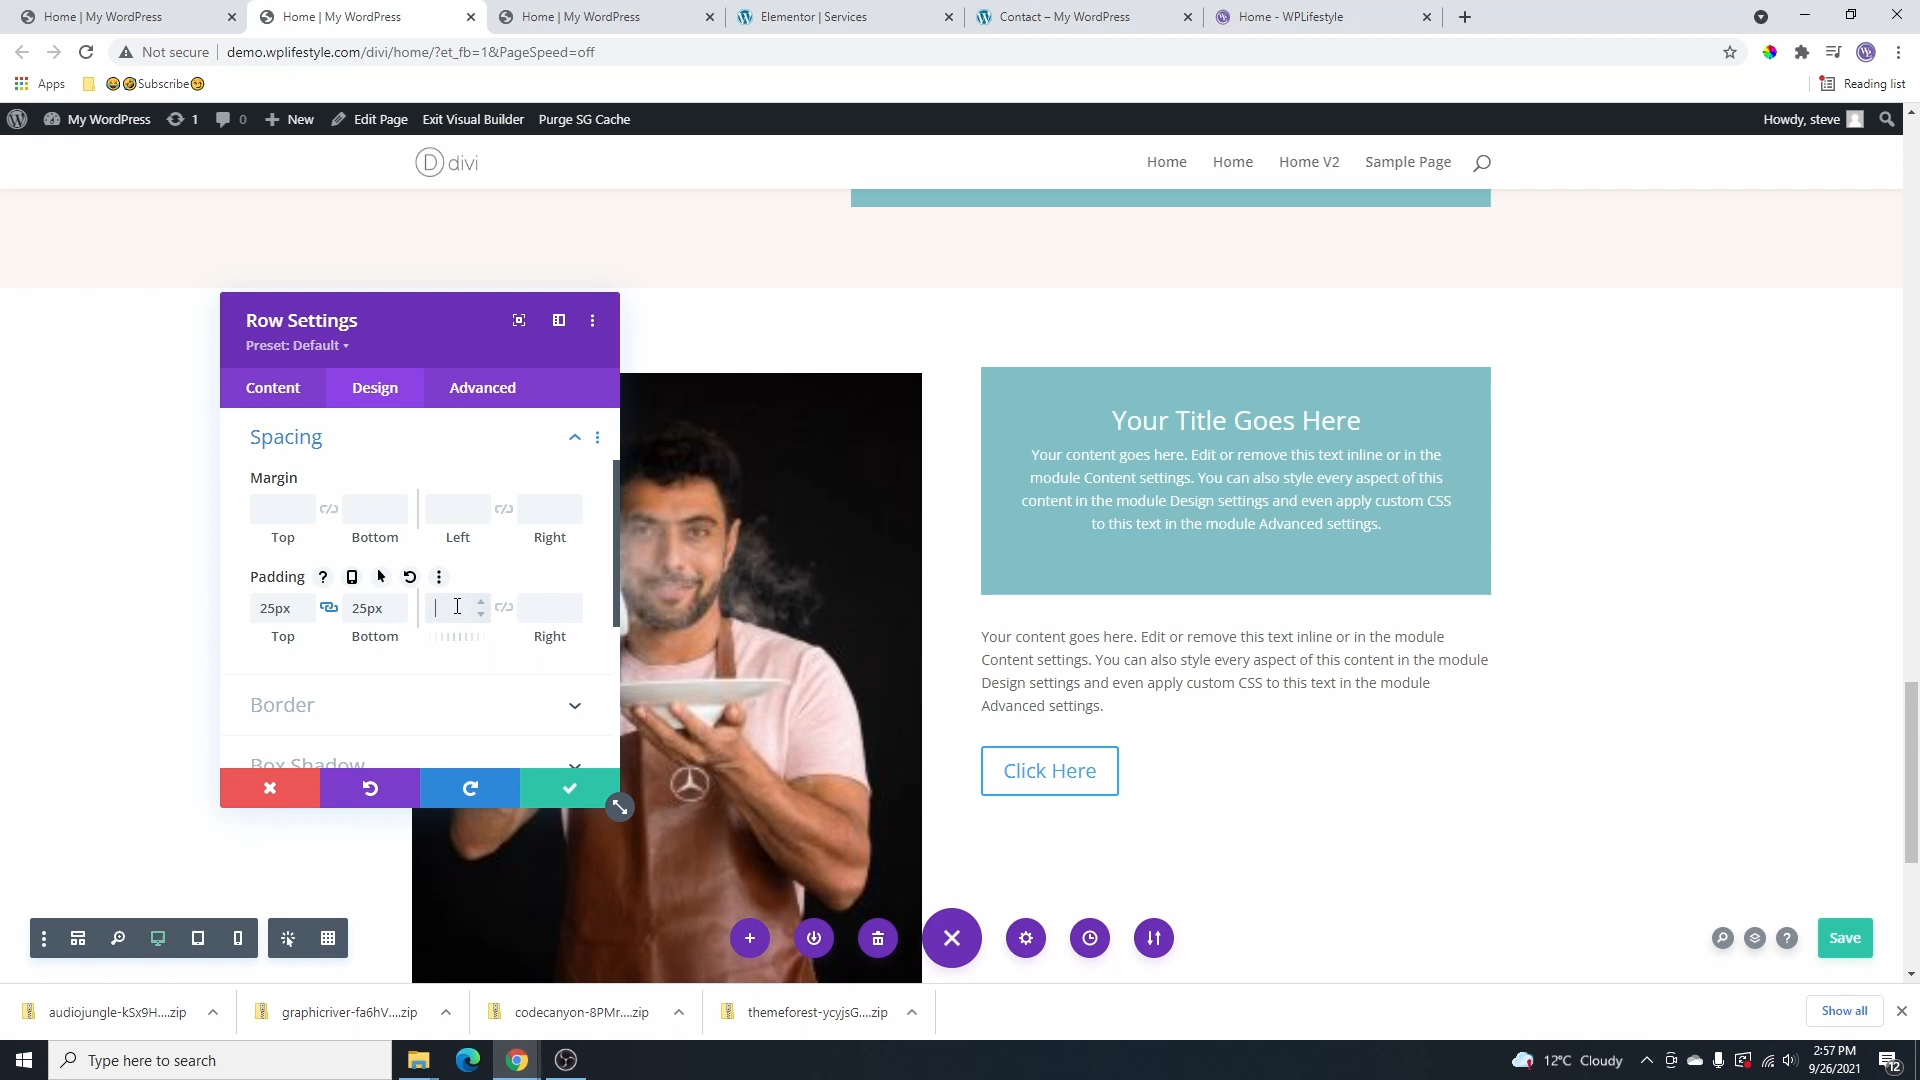 Home | My WordPress
Home | My WordPress
Home | My WordPress
Elementor | Services
Contact – My WordPress
Home - WPLifestyle
Not secure
demo.wplifestyle.com/divi/home/?et_fb=1&PageSpeed=off
Apps
😂🤣Subscribe😏
Reading list
My WordPress
1
0
New
Edit Page
Exit Visual Builder
Purge SG Cache
Howdy, steve
D divi
Home
Home
Home V2
Sample Page
Row Settings
Preset: Default
Content
Design
Advanced
Spacing
Margin
Top
Bottom
Left
Right
Padding
?
25px
25px
Top
Bottom
Right
Border
Box Shadow
Your Title Goes Here
Your content goes here. Edit or remove this text inline or in the
module Content settings. You can also style every aspect of this
content in the module Design settings and even apply custom CSS
to this text in the module Advanced settings.
Your content goes here. Edit or remove this text inline or in the module
Content settings. You can also style every aspect of this content in the module
Design settings and even apply custom CSS to this text in the module
Advanced settings.
Click Here
?
Save
audiojungle-kSx9H....zip
graphicriver-fa6hV....zip
codecanyon-8PMr....zip
themeforest-ycyjsG....zip
Show all
Type here to search
12°C Cloudy
2:57 PM
9/26/2021
12